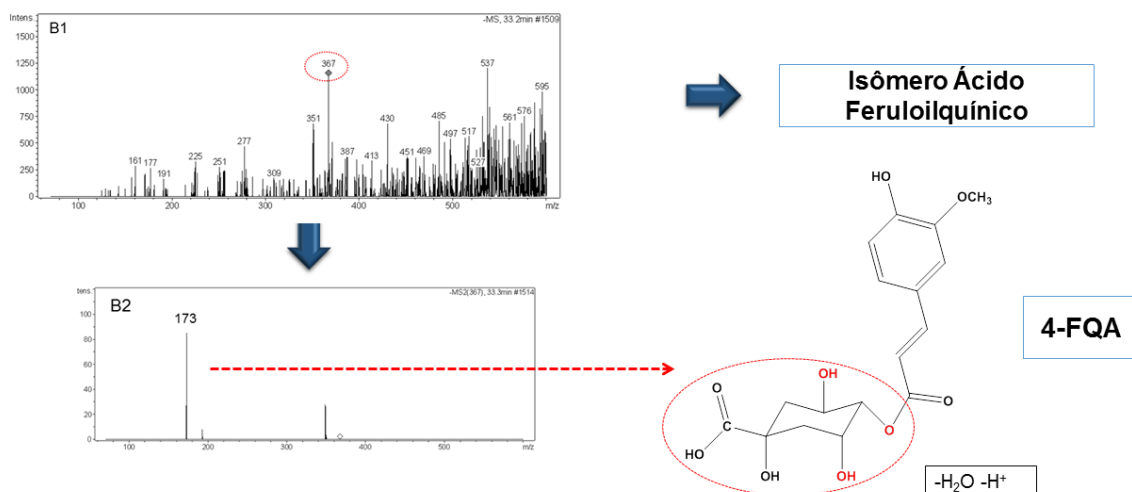 Intens.
B1
-MS, 33.2min #1509
1500
1250
1000
750
500
250
0
367
537
595
351
430
485
576
561
517
497
277
225
387
413
451
469
527
161
177
191
251
309
100
200
300
400
500
m/z
Isômero Ácido
Feruloilquínico
tens.
B2
-MS2(367), 33.3min #1514
100
80
60
40
20
0
173
100
200
300
400
500
m/z
HO
OCH3
4-FQA
OH
O
O
O
C
HO
OH
OH
-H2O -H+